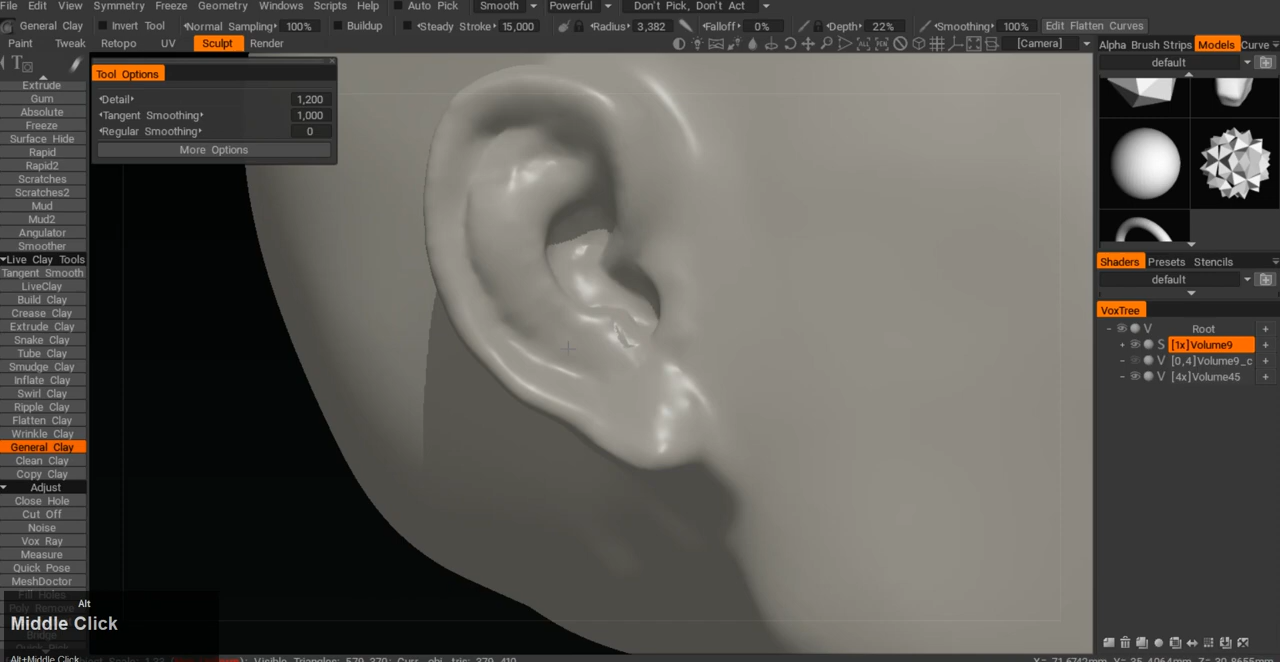 File Edit View Symmetry Freeze Geometry Windows Scripts Help Auto Pick Smooth Powerful Don't Pick, Don't Act
General Clay Invert Tool Normal Sampling 100% Buildup Steady Stroke 15,000 Radius 3,382 Falloff 0% Depth 22% Smoothing 100% Edit Flatten Curves
Paint Tweak Retopo UV Sculpt Render [Camera]
Alpha Brush Strips Models Curve
default
Tool Options
Detail 1,200
Tangent Smoothing 1,000
Regular Smoothing 0
More Options
Extrude
Gum
Absolute
Freeze
Surface Hide
Rapid
Rapid2
Scratches
Scratches2
Mud
Mud2
Angulator
Smoother
Live Clay Tools
Tangent Smooth
LiveClay
Build Clay
Crease Clay
Extrude Clay
Snake Clay
Tube Clay
Smudge Clay
Inflate Clay
Swirl Clay
Ripple Clay
Flatten Clay
Wrinkle Clay
General Clay
Clean Clay
Copy Clay
Adjust
Close Hole
Cut Off
Noise
Vox Ray
Measure
Quick Pose
MeshDoctor
Fill Holes
Poly Remove
Bridge
Alt
Middle Click
Alt+Middle Click
Shaders Presets Stencils
default
VoxTree
V Root
S [1x]Volume9
V [0,4]Volume9_c
V [4x]Volume45